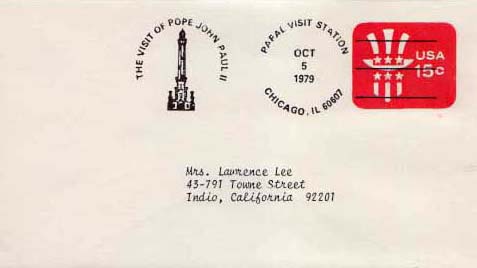 THE VISIT OF POPE JOHN PAUL II
PAPAL VISIT STATION
OCT
5
1979
CHICAGO, IL 60607
USA
15c
Mrs. Lawrence Lee
43-791 Towne Street
Indio, California 92201